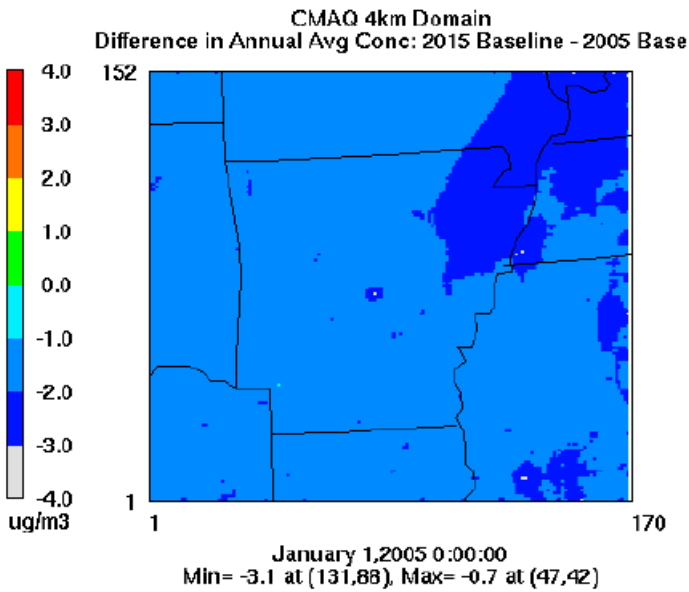 CMAQ 4km Domain
Difference in Annual Avg Conc: 2015 Baseline - 2005 Base
4.0
3.0
2.0
1.0
0.0
-1.0
-2.0
-3.0
-4.0
ug/m3
152
1
1
170
January 1,2005 0:00:00
Min= -3.1 at (131,88), Max= -0.7 at (47,42)